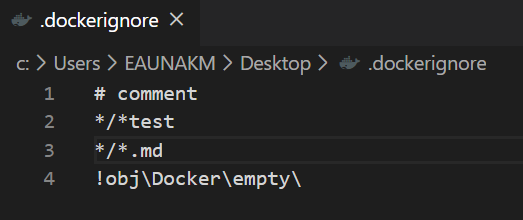 .dockerignore ×
c: > Users > EAUNAKM > Desktop > .dockerignore
1 # comment
2 */*test
3 */*.md
4 !obj\Docker\empty\